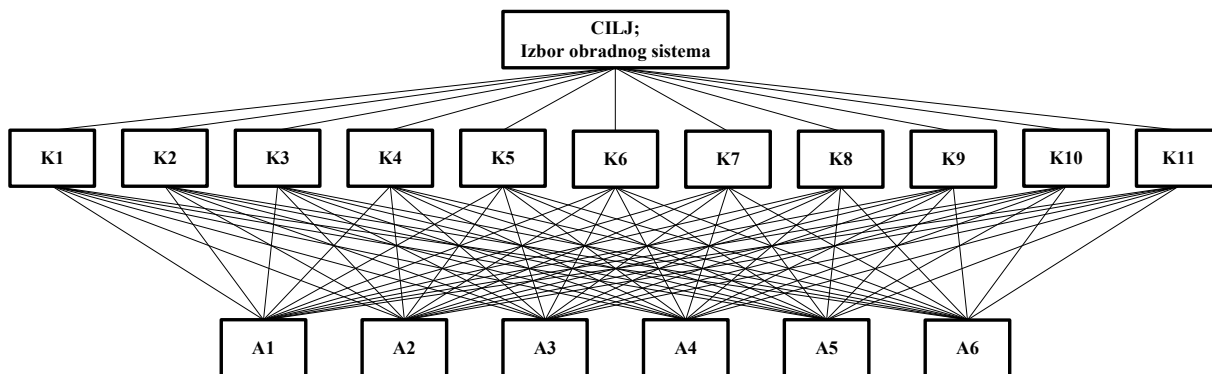 CILJ;
Izbor obradnog sistema
K1 K2 K3 K4 K5 K6 K7 K8 K9 K10 K11
A1 A2 A3 A4 A5 A6